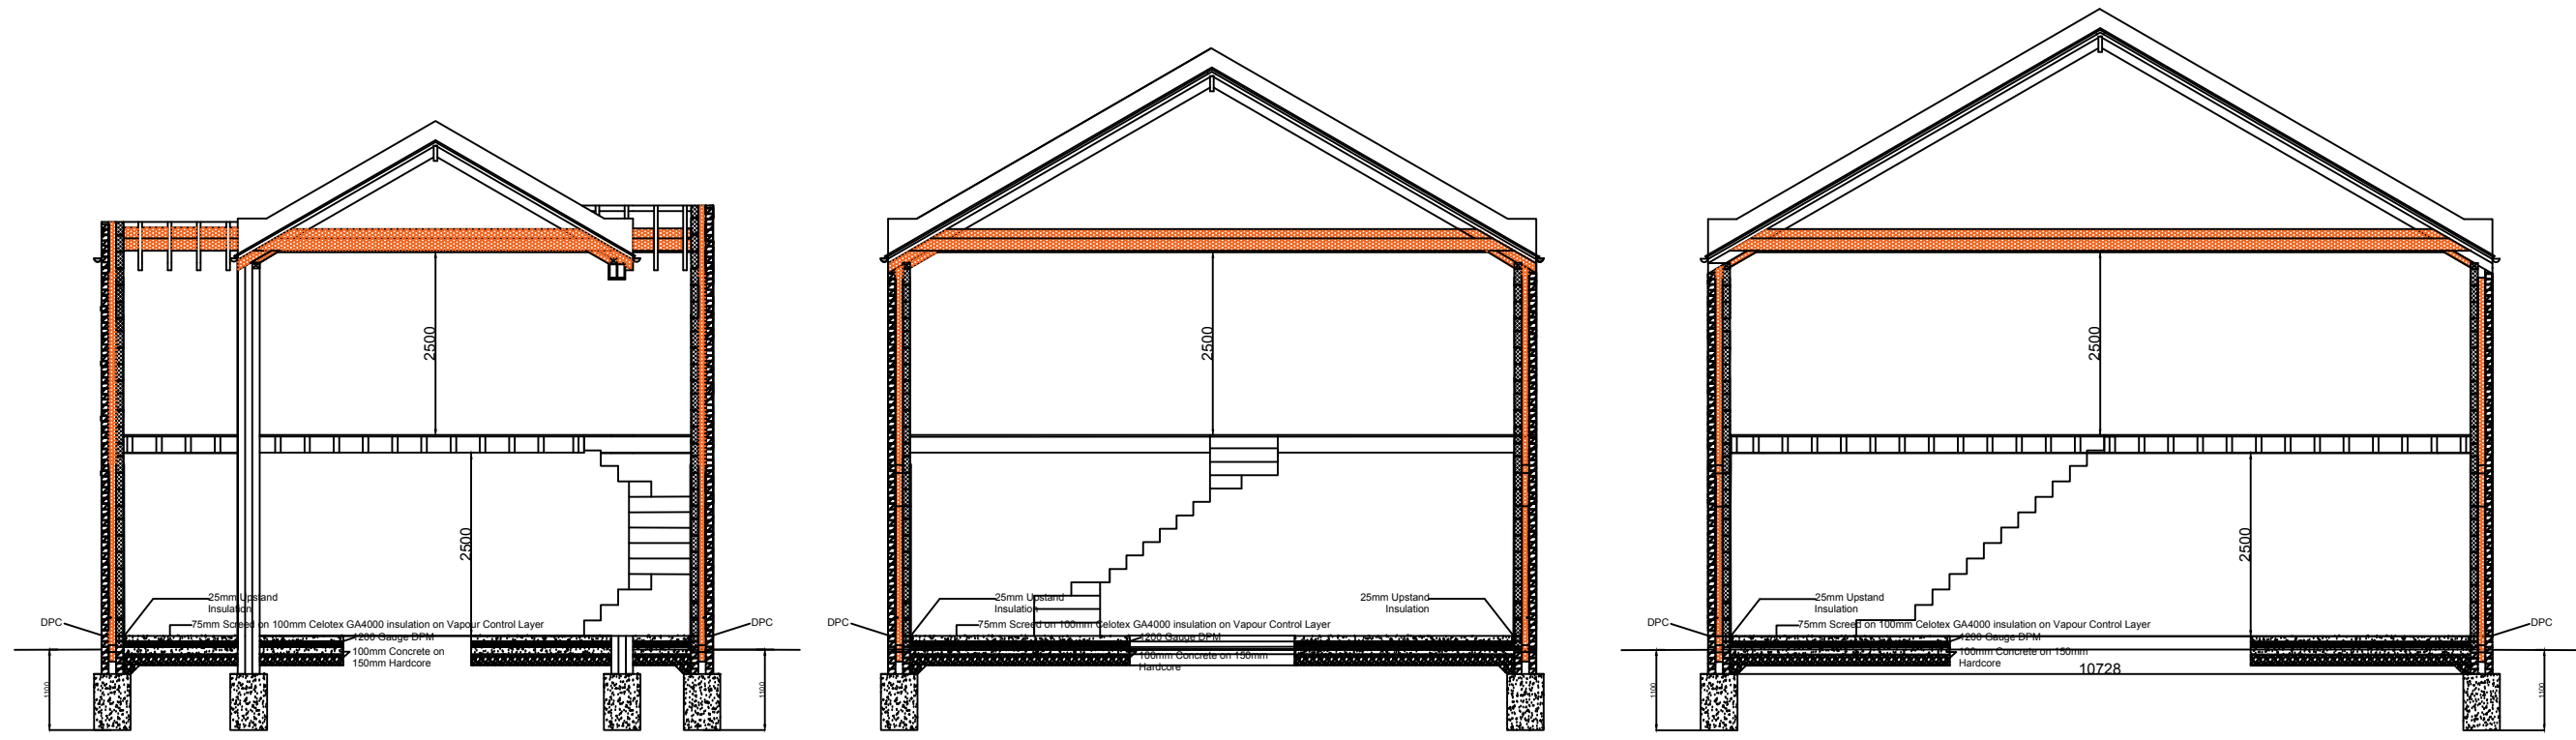 2500
2500
25mm Upstand
Insulation
DPC
75mm Screed on 100mm Celotex GA4000 insulation on Vapour Control Layer
DPC
1200 Gauge DPM
100mm Concrete on
150mm Hardcore
1100
1100
2500
25mm Upstand
Insulation
25mm Upstand
Insulation
DPC
75mm Screed on 100mm Celotex GA4000 insulation on Vapour Control Layer
1200 Gauge DPM
100mm Concrete on 150mm
Hardcore
2500
2500
25mm Upstand
Insulation
DPC
75mm Screed on 100mm Celotex GA4000 insulation on Vapour Control Layer
DPC
1200 Gauge DPM
100mm Concrete on 150mm
Hardcore
10728
1100
1100